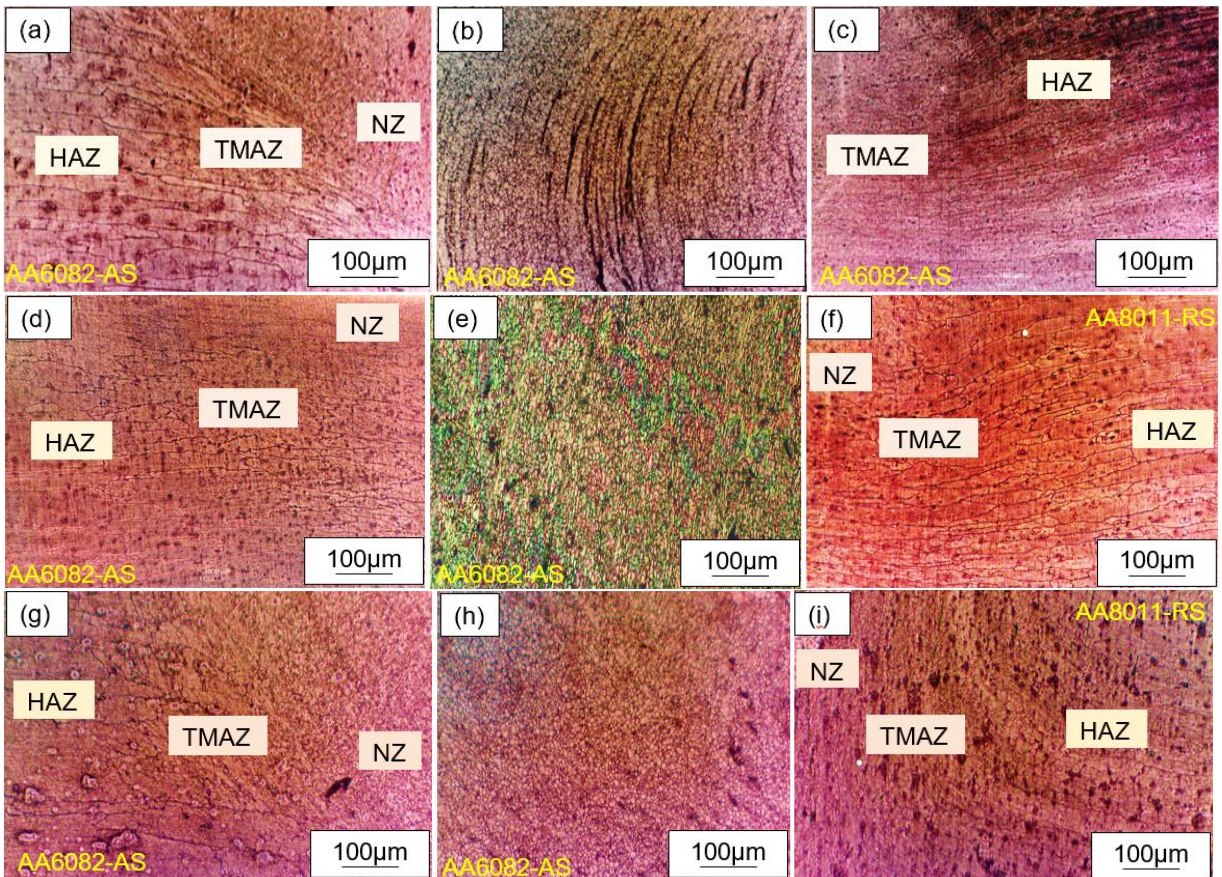 (a)
NZ
TMAZ
HAZ
100μm
AA6082-AS
(b)
100μm
AA6082-AS
(c)
HAZ
TMAZ
100μm
AA6082-AS
(d)
NZ
TMAZ
HAZ
100μm
AA6082-AS
(e)
100μm
AA6082-AS
(f)
AA8011-RS
NZ
TMAZ
HAZ
100μm
(g)
HAZ
TMAZ
NZ
100μm
AA6082-AS
(h)
100μm
AA6082-AS
(i)
AA8011-RS
NZ
TMAZ
HAZ
100μm